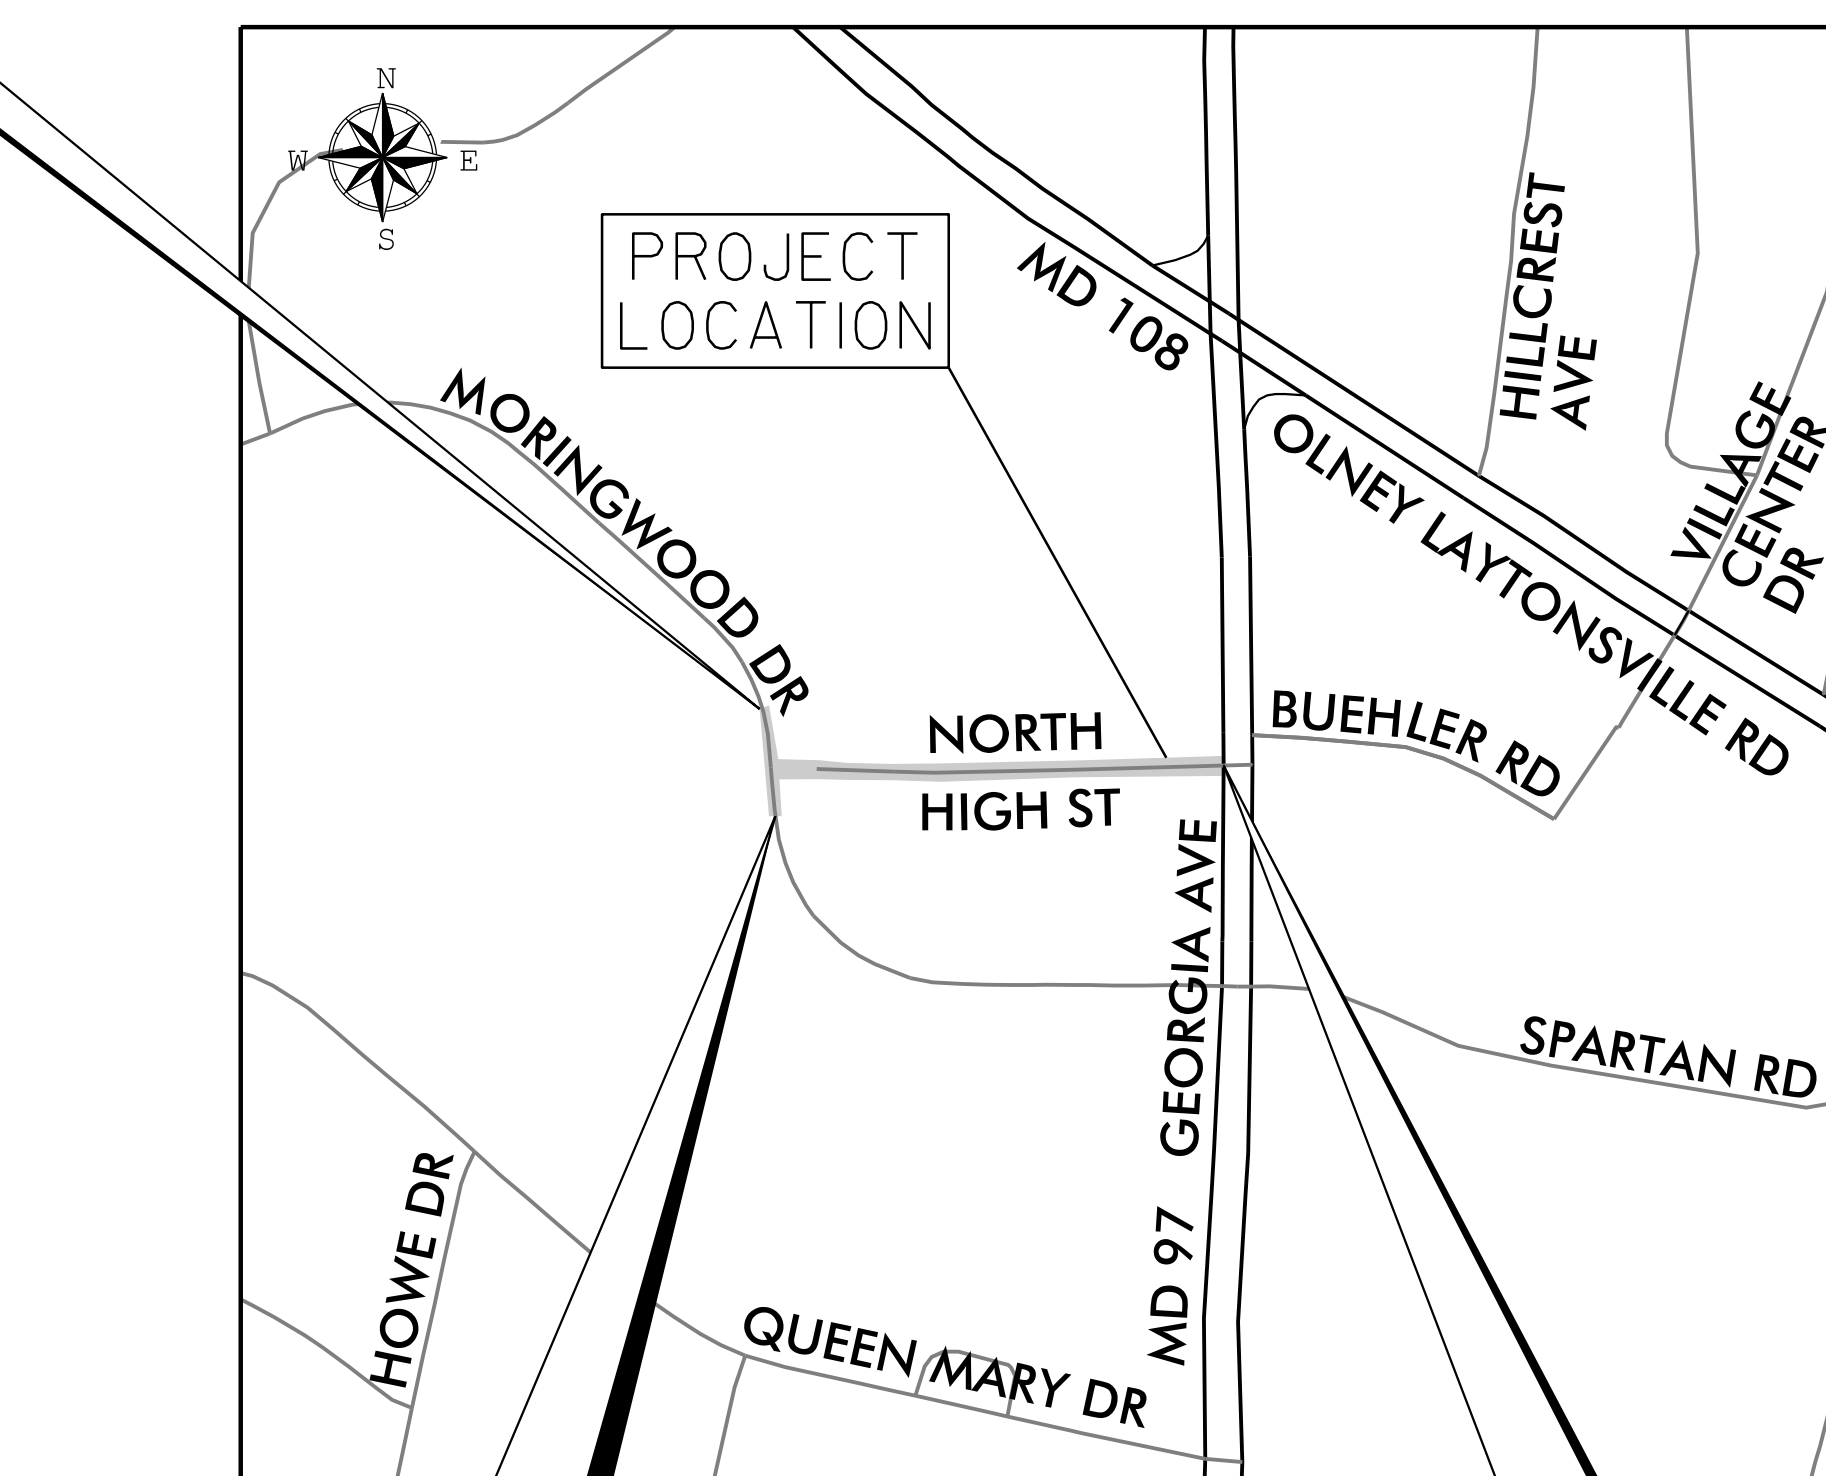 N
W
E
S
PROJECT
LOCATION
MD 108
HILLCREST
AVE
VILLAGE
CENTER
DR
MORINGWOOD DR
OLNEY LAYTONSVILLE RD
NORTH
HIGH ST
BUEHLER RD
GEORGIA AVE
MD 97
SPARTAN RD
HOWE DR
QUEEN MARY DR